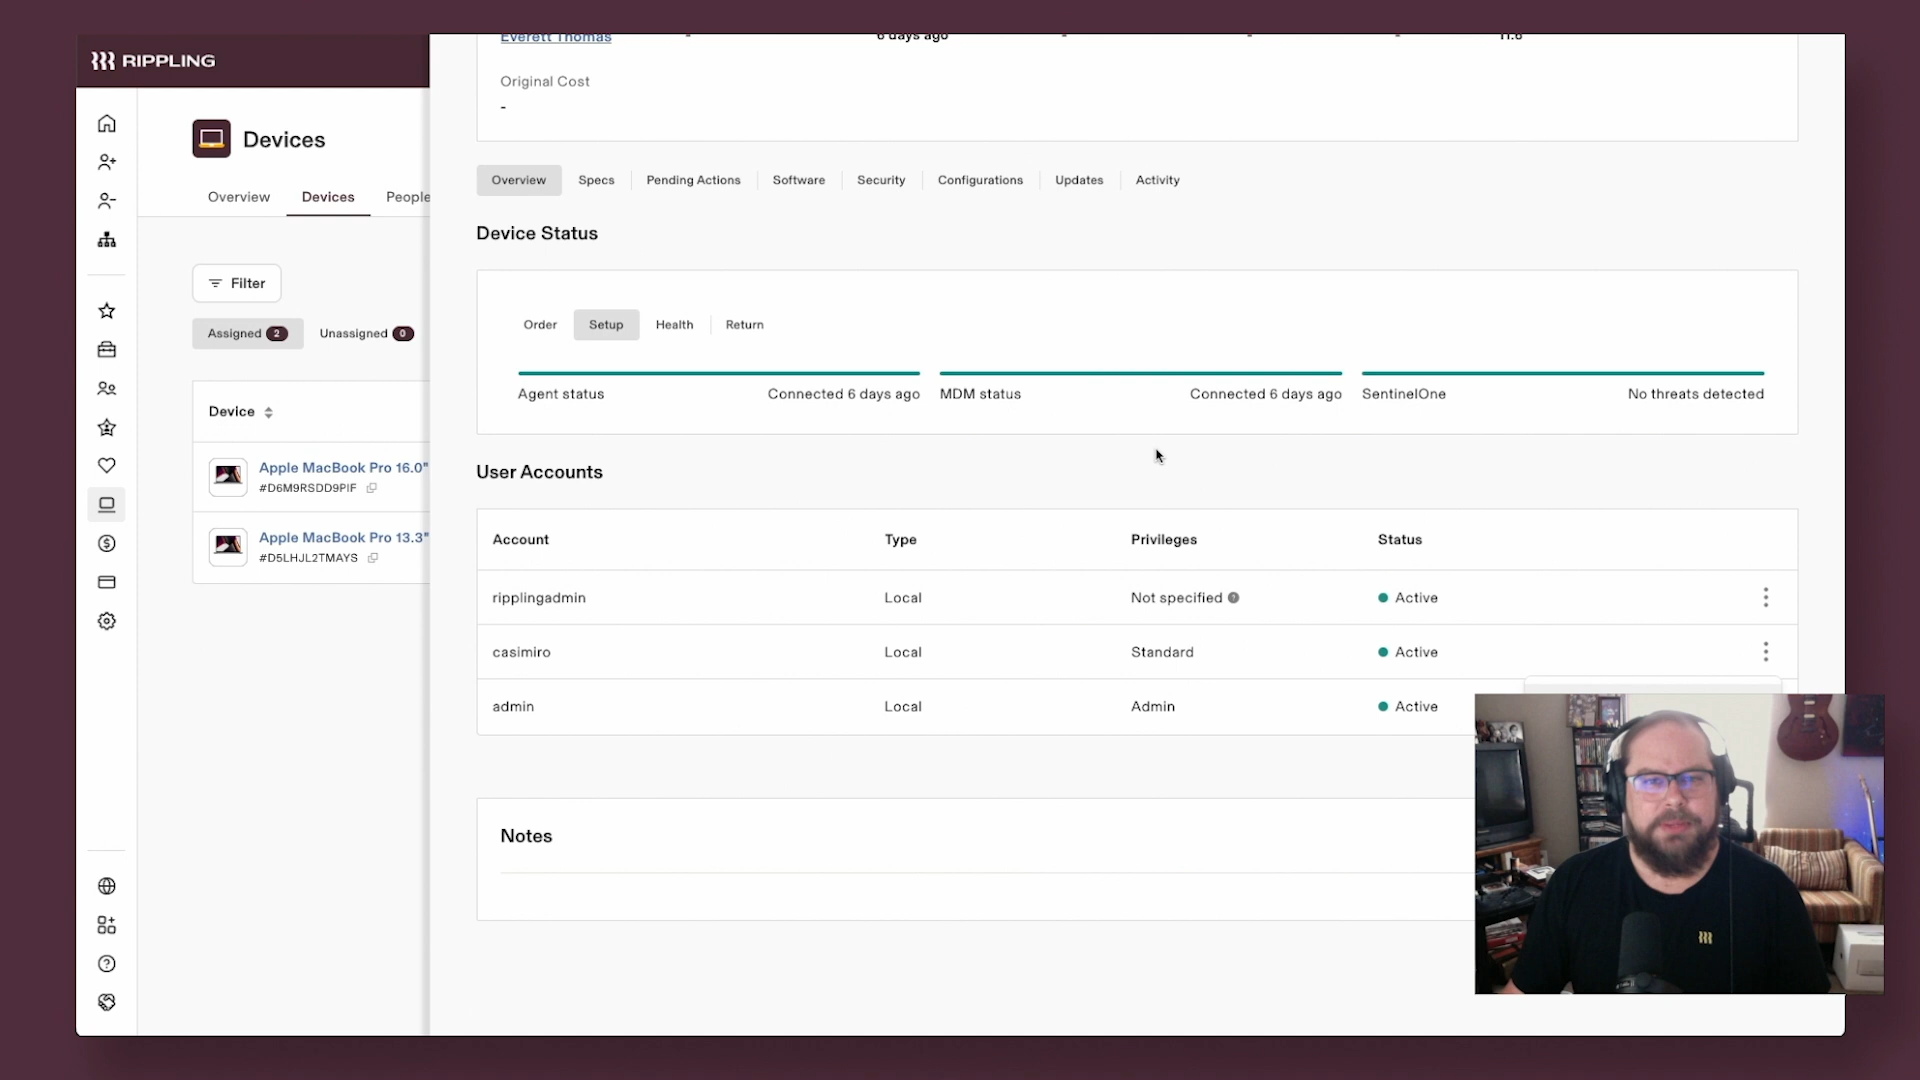 RIPPLING
Everett Thomas - 6 days ago - - - 11.6
Original Cost
-
Devices
Overview Devices People
Overview Specs Pending Actions Software Security Configurations Updates Activity
Device Status
Filter
Assigned 2 Unassigned 0
Order Setup Health Return
Agent status Connected 6 days ago MDM status Connected 6 days ago SentinelOne No threats detected
Device
Apple MacBook Pro 16.0"
#D6M9RSDD9PIF
Apple MacBook Pro 13.3"
#D5LHJL2TMAYS
User Accounts
Account Type Privileges Status
ripplingadmin Local Not specified Active
casimiro Local Standard Active
admin Local Admin Active
Notes